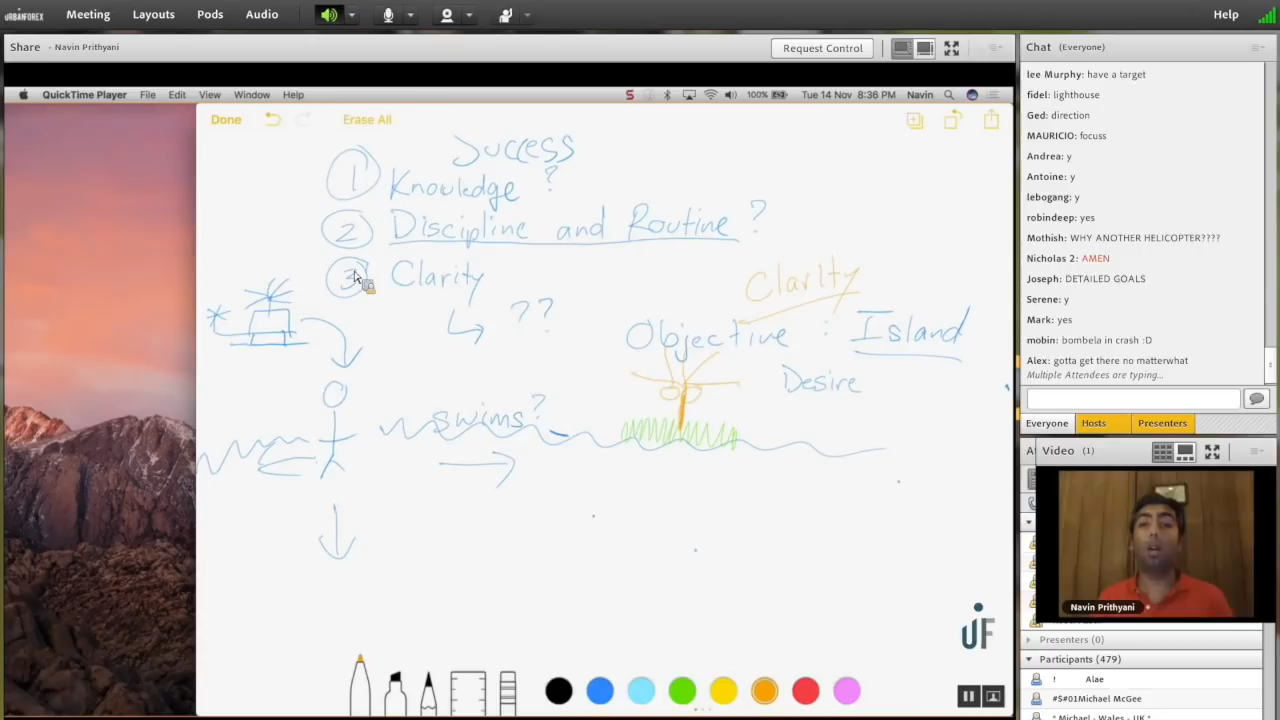 URBANFOREX Meeting Layouts Pods Audio Help
Share - Navin Prithyani
Request Control
QuickTime Player File Edit View Window Help
S 100% Tue 14 Nov 8:36 PM Navin
Done Erase All
Success
1 Knowledge ?
2 Discipline and Routine ?
3 Clarity
??
Clarity
Objective : Island
Desire
swims?
UF
Chat (Everyone)
lee Murphy: have a target
fidel: lighthouse
Ged: direction
MAURICIO: focuss
Andrea: y
Antoine: y
lebogang: y
robindeep: yes
Mothish: WHY ANOTHER HELICOPTER????
Nicholas 2: AMEN
Joseph: DETAILED GOALS
Serene: y
Mark: yes
mobin: bombela in crash :D
Alex: gotta get there no matterwhat
Multiple Attendees are typing...
Everyone Hosts Presenters
Video (1)
Navin Prithyani
Presenters (0)
Participants (479)
! Alae
#$#01Michael McGee
* Michael - Wales - UK *